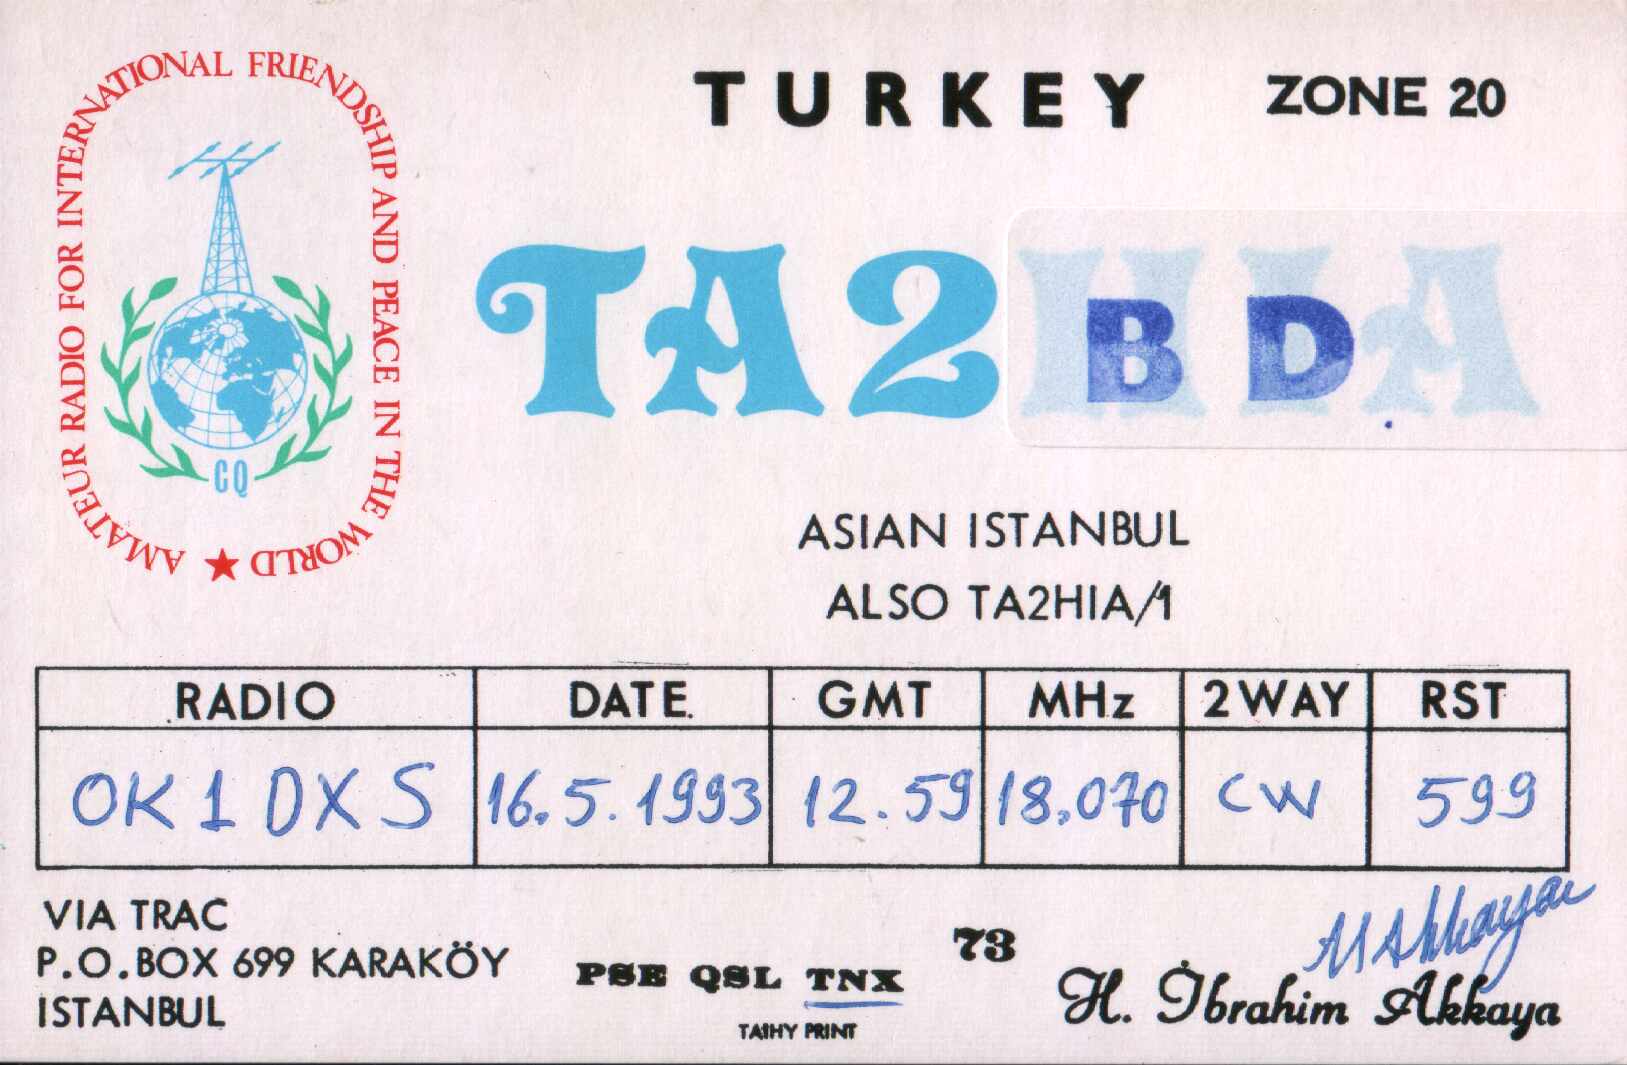 AMATEUR RADIO FOR INTERNATIONAL FRIENDSHIP AND PEACE IN THE WORLD
CQ
TURKEY ZONE 20
TA2BD
ASIAN ISTANBUL
ALSO TA2HIA/1
RADIO DATE GMT MHz 2WAY RST
OK1DXS 16.5.1993 12.59 18.070 CW 599
VIA TRAC
P.O.BOX 699 KARAKÖY
ISTANBUL
PSE QSL TNX
73
H. İbrahim Akkaya
TAIHY PRINT